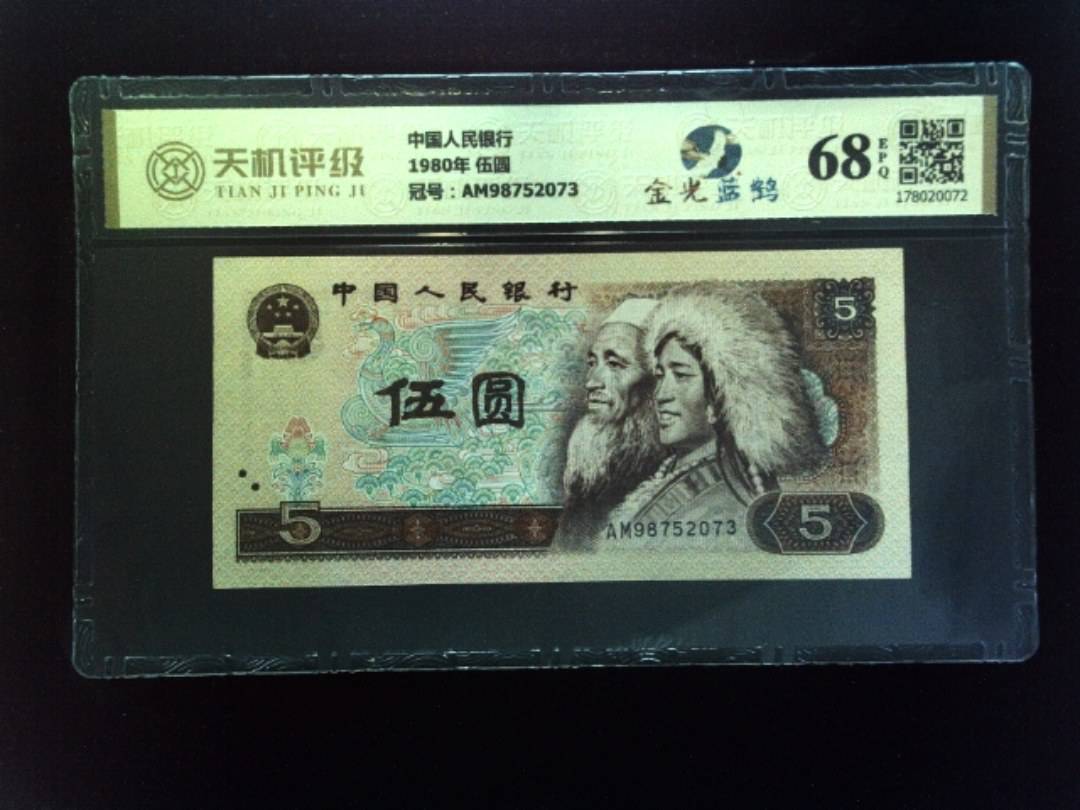 天机评级
TIAN JI PING JI
中国人民银行
1980年 伍圆
冠号：AM98752073
金光蓝鹤
68
EPQ
178020072
中国人民银行
5
伍圆
5
AM98752073
5